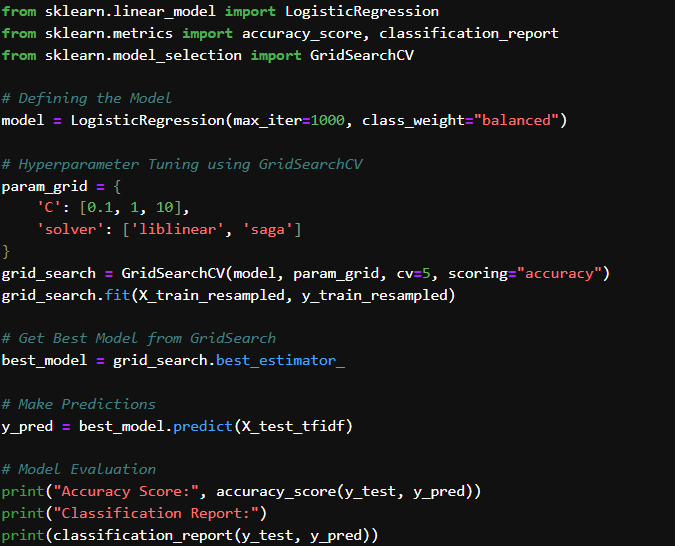 from sklearn.linear_model import LogisticRegression
from sklearn.metrics import accuracy_score, classification_report
from sklearn.model_selection import GridSearchCV

# Defining the Model
model = LogisticRegression(max_iter=1000, class_weight="balanced")

# Hyperparameter Tuning using GridSearchCV
param_grid = {
    'C': [0.1, 1, 10],
    'solver': ['liblinear', 'saga']
}
grid_search = GridSearchCV(model, param_grid, cv=5, scoring="accuracy")
grid_search.fit(X_train_resampled, y_train_resampled)

# Get Best Model from GridSearch
best_model = grid_search.best_estimator_

# Make Predictions
y_pred = best_model.predict(X_test_tfidf)

# Model Evaluation
print("Accuracy Score:", accuracy_score(y_test, y_pred))
print("Classification Report:")
print(classification_report(y_test, y_pred))